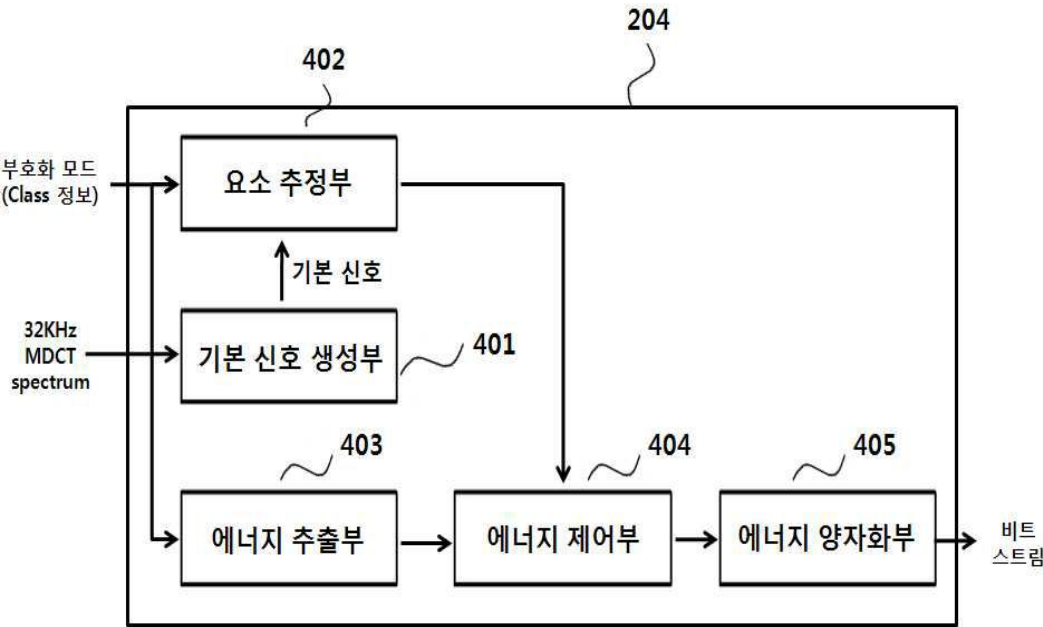 204
402
부호화 모드
(Class 정보)
요소 추정부
기본 신호
32KHz
MDCT
spectrum
기본 신호 생성부
401
403
404
405
에너지 추출부
에너지 제어부
에너지 양자화부
비트
스트림